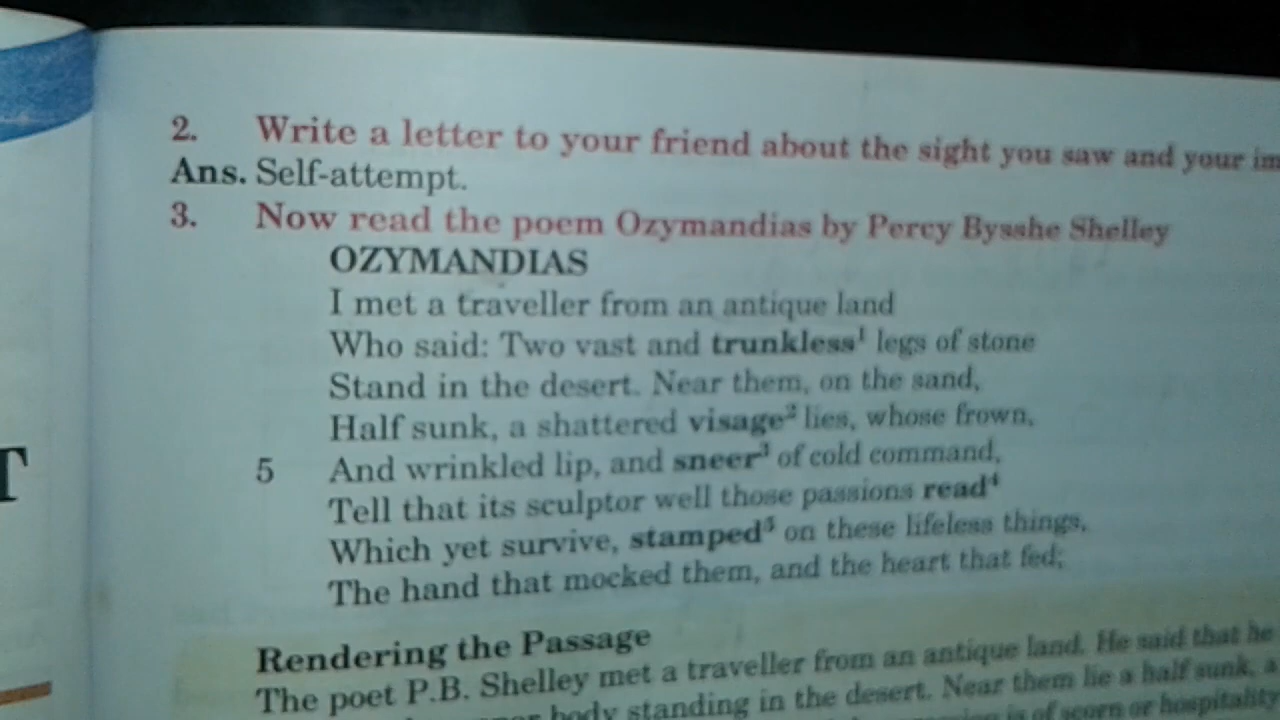 2. Write a letter to your friend about the sight you saw and your
Ans. Self-attempt.
3. Now read the poem Ozymandias by Percy Bysshe Shelley
OZYMANDIAS
I met a traveller from an antique land
Who said: Two vast and trunkless¹ legs of stone
Stand in the desert. Near them, on the sand,
Half sunk, a shattered visage² lies, whose frown,
5 And wrinkled lip, and sneer³ of cold command,
Tell that its sculptor well those passions read⁴
Which yet survive, stamped⁵ on these lifeless things,
The hand that mocked them, and the heart that fed;
Rendering the Passage
The poet P.B. Shelley met a traveller from an antique land. He said that he
body standing in the desert. Near them lie a half sunk,
is of scorn or hospitality